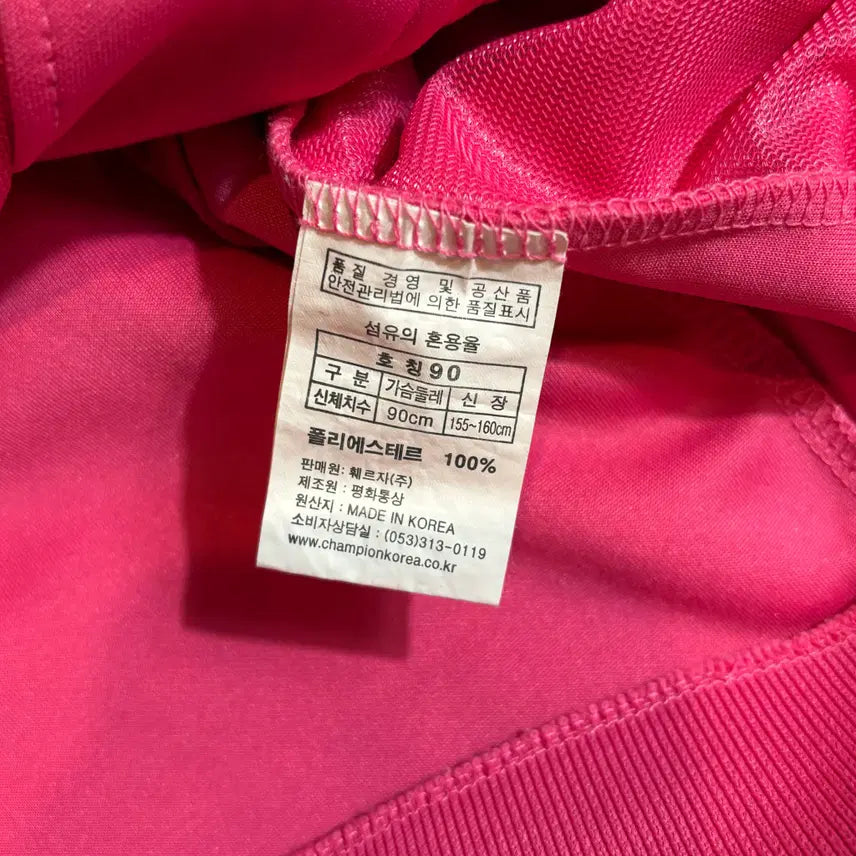 품질 경영 및 공산품
안전관리법에 의한 품질표시
섬유의 혼용율
호 칭 90
구 분 가슴둘레 신 장
신체치수 90cm 155~160cm
폴리에스테르 100%
판매원 : 훼르자(주)
제조원 : 평화통상
원산지 : MADE IN KOREA
소비자상담실 : (053)313-0119
www.championkorea.co.kr